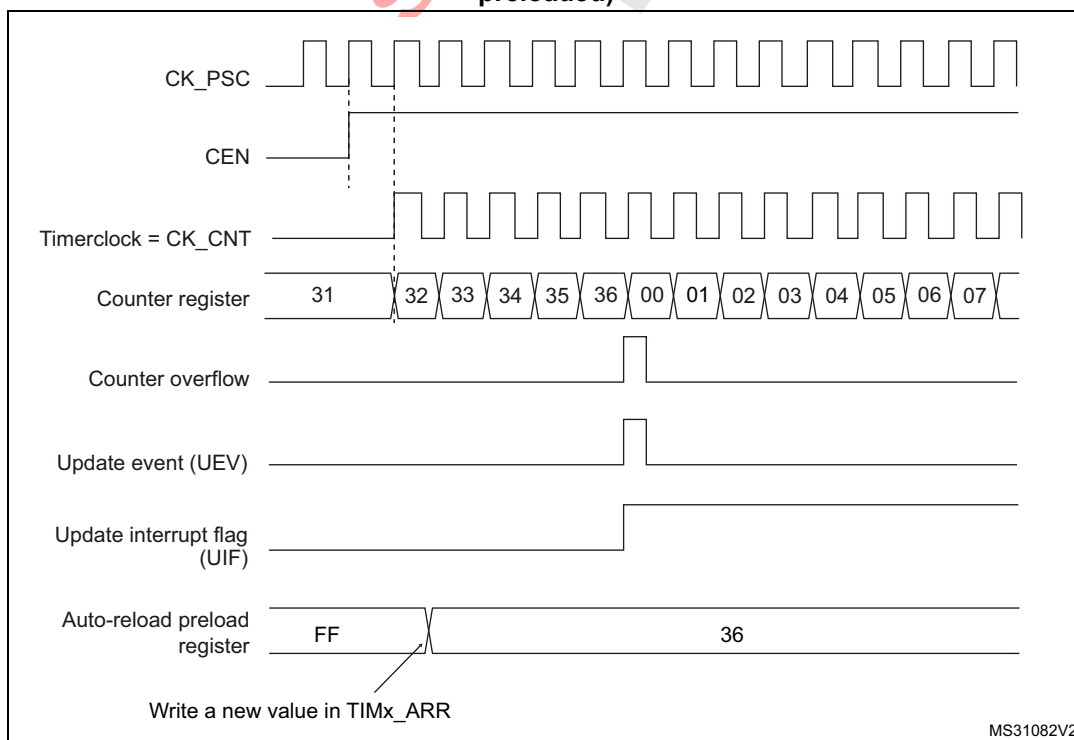 preloaded)
CK_PSC
CEN
Timerclock = CK_CNT
Counter register 31 32 33 34 35 36 00 01 02 03 04 05 06 07
Counter overflow
Update event (UEV)
Update interrupt flag
(UIF)
Auto-reload preload
register FF 36
Write a new value in TIMx_ARR
MS31082V2